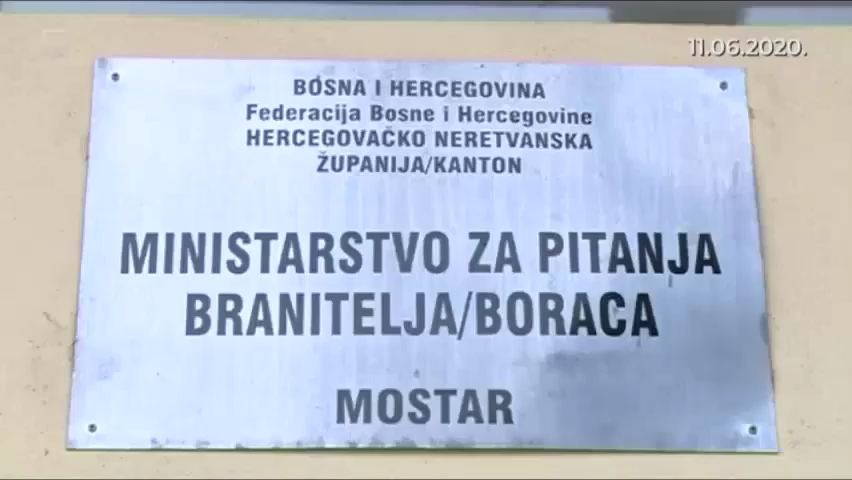 11.06.2020.
BOSNA I HERCEGOVINA
Federacija Bosne i Hercegovine
HERCEGOVAČKO NERETVANSKA
ŽUPANIJA/KANTON
MINISTARSTVO ZA PITANJA
BRANITELJA/BORACA
MOSTAR